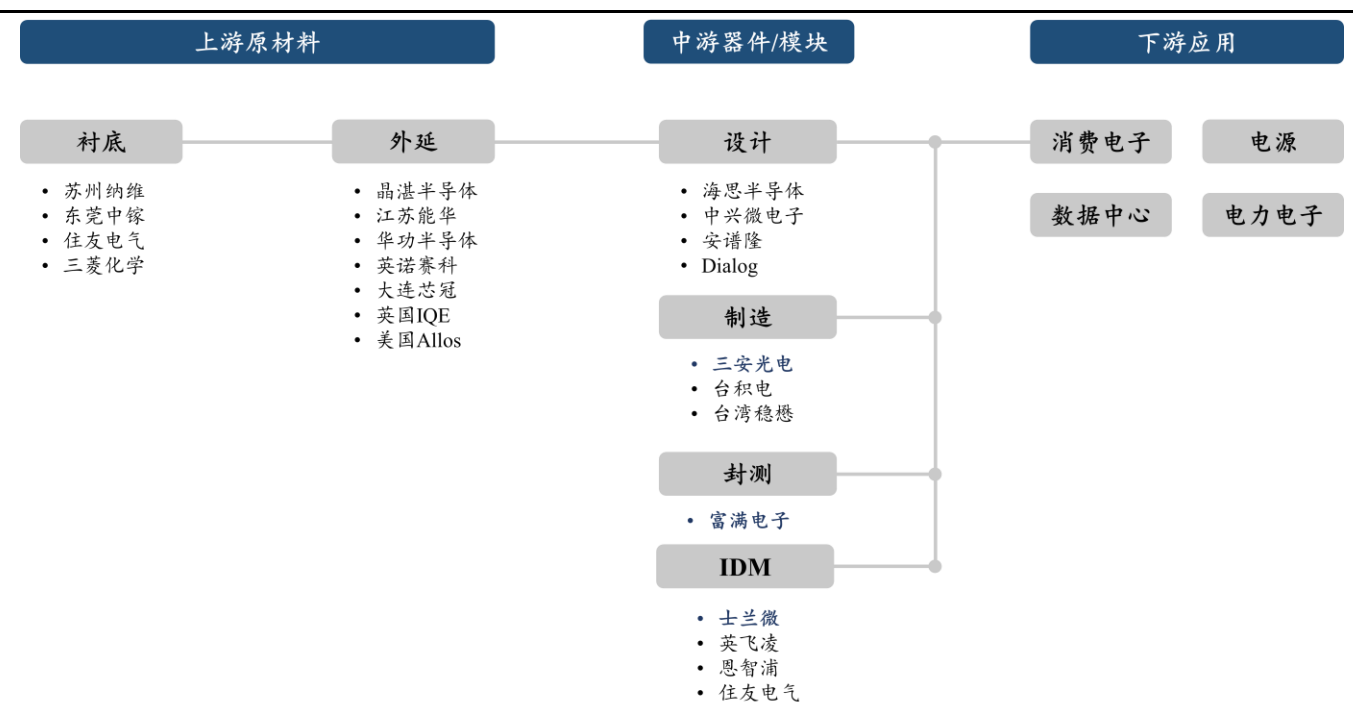 上游原材料
中游器件/模块
下游应用
衬底
外延
设计
消费电子
电源
• 苏州纳维
• 东莞中镓
• 住友电气
• 三菱化学
• 晶湛半导体
• 江苏能华
• 华功半导体
• 英诺赛科
• 大连芯冠
• 英国IQE
• 美国Allos
• 海思半导体
• 中兴微电子
• 安谱隆
• Dialog
数据中心
电力电子
制造
• 三安光电
• 台积电
• 台湾稳懋
封测
• 富满电子
IDM
• 士兰微
• 英飞凌
• 恩智浦
• 住友电气